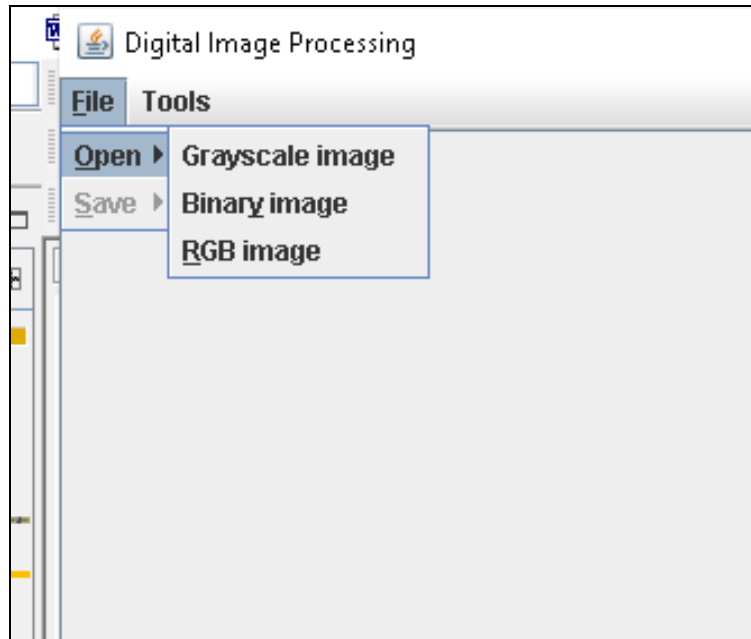 Digital Image Processing
File Tools
Open Grayscale image
Save Binary image
RGB image